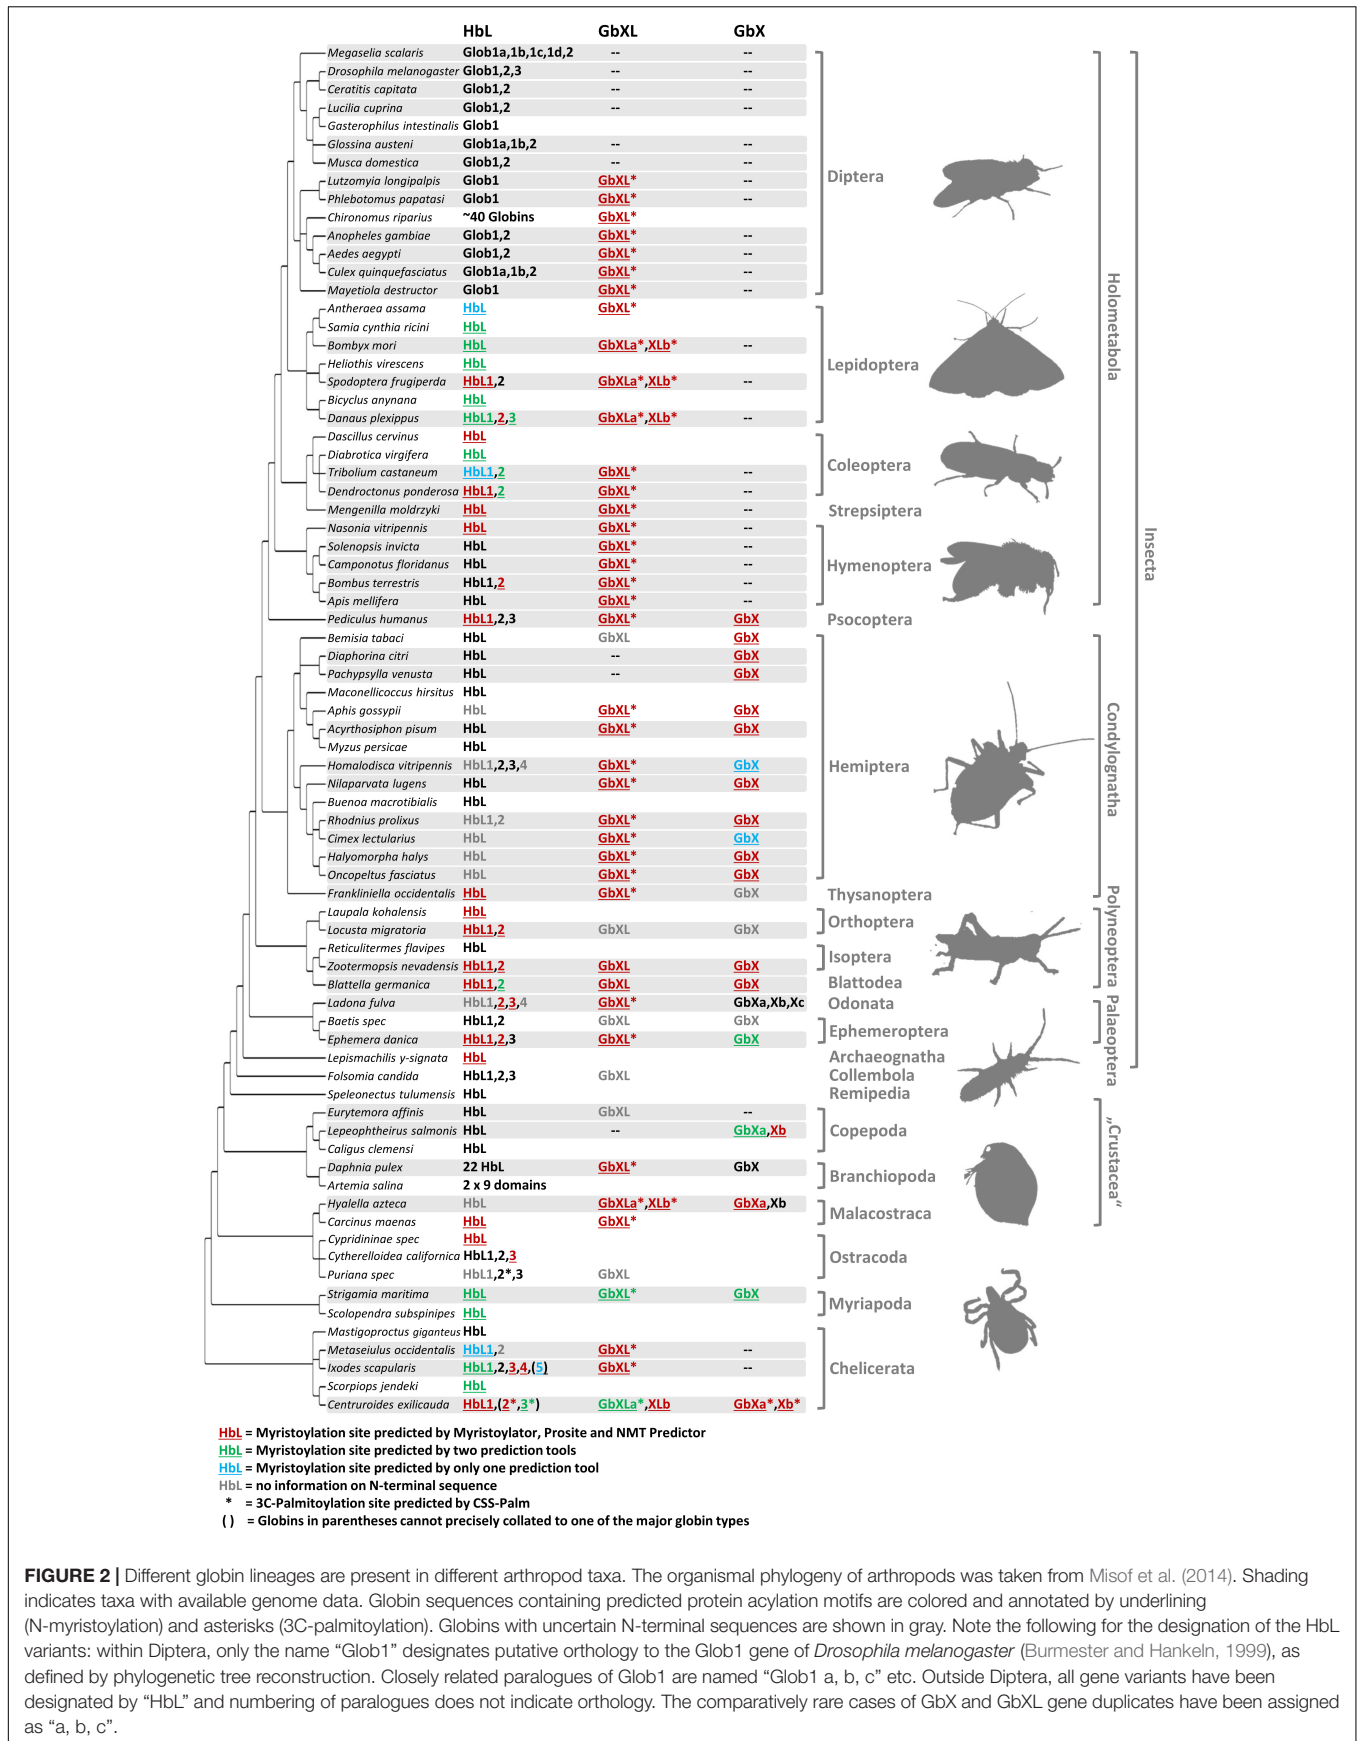 HbL GbXL GbX
Megaselia scalaris Glob1a,1b,1c,1d,2 -- --
Drosophila melanogaster Glob1,2,3 -- --
Ceratitis capitata Glob1,2 -- --
Lucilia cuprina Glob1,2 -- --
Gasterophilus intestinalis Glob1
Glossina austeni Glob1a,1b,2 -- --
Musca domestica Glob1,2 -- --
Diptera
Lutzomyia longipalpis Glob1 GbXL* --
Phlebotomus papatasi Glob1 GbXL* --
Chironomus riparius ~40 Globins GbXL*
Anopheles gambiae Glob1,2 GbXL* --
Aedes aegypti Glob1,2 GbXL* --
Culex quinquefasciatus Glob1a,1b,2 GbXL* --
Mayetiola destructor Glob1 GbXL* --
Holometabola
Antheraea assama HbL GbXL*
Samia cynthia ricini HbL
Bombyx mori HbL GbXLa*,XLb* --
Heliothis virescens HbL
Lepidoptera
Spodoptera frugiperda HbL1,2 GbXLa*,XLb* --
Bicyclus anynana HbL
Danaus plexippus HbL1,2,3 GbXLa*,XLb* --
Dascillus cervinus HbL
Diabrotica virgifera HbL
Coleoptera
Tribolium castaneum HbL1,2 GbXL* --
Dendroctonus ponderosa HbL1,2 GbXL* --
Mengenilla moldrzyki HbL GbXL* -- Strepsiptera
Nasonia vitripennis HbL GbXL* --
Insecta
Solenopsis invicta HbL GbXL* --
Camponotus floridanus HbL GbXL* -- Hymenoptera
Bombus terrestris HbL1,2 GbXL* --
Apis mellifera HbL GbXL* --
Pediculus humanus HbL1,2,3 GbXL* GbX Psocoptera
Bemisia tabaci HbL GbXL GbX
Diaphorina citri HbL -- GbX
Pachypsylla venusta HbL -- GbX
Maconellicoccus hirsitus HbL
Aphis gossypii HbL GbXL* GbX
Acyrthosiphon pisum HbL GbXL* GbX
Myzus persicae HbL
Condylognatha
Homalodisca vitripennis HbL1,2,3,4 GbXL* GbX Hemiptera
Nilaparvata lugens HbL GbXL* GbX
Buenoa macrotibialis HbL
Rhodnius prolixus HbL1,2 GbXL* GbX
Cimex lectularius HbL GbXL* GbX
Halyomorpha halys HbL GbXL* GbX
Oncopeltus fasciatus HbL GbXL* GbX
Frankliniella occidentalis HbL GbXL* GbX Thysanoptera
Laupala kohalensis HbL
Orthoptera
Locusta migratoria HbL1,2 GbXL GbX
Polyneoptera
Reticulitermes flavipes HbL
Isoptera
Zootermopsis nevadensis HbL1,2 GbXL GbX
Blattella germanica HbL1,2 GbXL GbX Blattodea
Ladona fulva HbL1,2,3,4 GbXL* GbXa,Xb,Xc Odonata
Baetis spec HbL1,2 GbXL GbX
Ephemeroptera
Ephemera danica HbL1,2,3 GbXL* GbX
Palaeoptera
Lepismachilis y-signata HbL Archaeognatha
Folsomia candida HbL1,2,3 GbXL Collembola
Speleonectus tulumensis HbL Remipedia
Eurytemora affinis HbL GbXL --
Lepeophtheirus salmonis HbL -- GbXa,Xb Copepoda
Caligus clemensi HbL
„Crustacea“
Daphnia pulex 22 HbL GbXL* GbX
Branchiopoda
Artemia salina 2 x 9 domains
Hyalella azteca HbL GbXLa*,XLb* GbXa,Xb
Malacostraca
Carcinus maenas HbL GbXL*
Cypridininae spec HbL
Cytherelloidea californica HbL1,2,3 Ostracoda
Puriana spec HbL1,2*,3 GbXL
Strigamia maritima HbL GbXL* GbX
Myriapoda
Scolopendra subspinipes HbL
Mastigoproctus giganteus HbL
Metaseiulus occidentalis HbL1,2 GbXL* --
Ixodes scapularis HbL1,2,3,4,(5) GbXL* -- Chelicerata
Scorpiops jendeki HbL
Centruroides exilicauda HbL1,(2*,3*) GbXLa*,XLb GbXa*,Xb*
HbL = Myristoylation site predicted by Myristoylator, Prosite and NMT Predictor
HbL = Myristoylation site predicted by two prediction tools
HbL = Myristoylation site predicted by only one prediction tool
HbL = no information on N-terminal sequence
* = 3C-Palmitoylation site predicted by CSS-Palm
( ) = Globins in parentheses cannot precisely collated to one of the major globin types
FIGURE 2 | Different globin lineages are present in different arthropod taxa. The organismal phylogeny of arthropods was taken from Misof et al. (2014). Shading
indicates taxa with available genome data. Globin sequences containing predicted protein acylation motifs are colored and annotated by underlining
(N-myristoylation) and asterisks (3C-palmitoylation). Globins with uncertain N-terminal sequences are shown in gray. Note the following for the designation of the HbL
variants: within Diptera, only the name “Glob1” designates putative orthology to the Glob1 gene of Drosophila melanogaster (Burmester and Hankeln, 1999), as
defined by phylogenetic tree reconstruction. Closely related paralogues of Glob1 are named “Glob1 a, b, c” etc. Outside Diptera, all gene variants have been
designated by “HbL” and numbering of paralogues does not indicate orthology. The comparatively rare cases of GbX and GbXL gene duplicates have been assigned
as “a, b, c”.